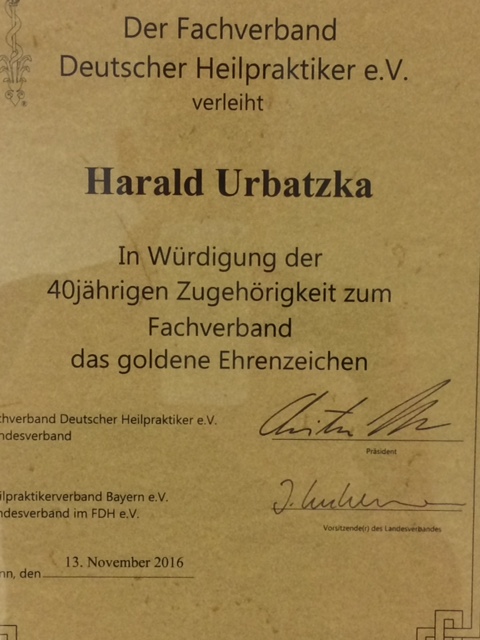 Der Fachverband
Deutscher Heilpraktiker e.V.
verleiht
Harald Urbatzka
In Würdigung der
40jährigen Zugehörigkeit zum
Fachverband
das goldene Ehrenzeichen
chverband Deutscher Heilpraktiker e.V.
ndesverband
Präsident
eilpraktikerverband Bayern e.V.
ndesverband im FDH e.V.
Vorsitzende(r) des Landesverbandes
nn, den 13. November 2016